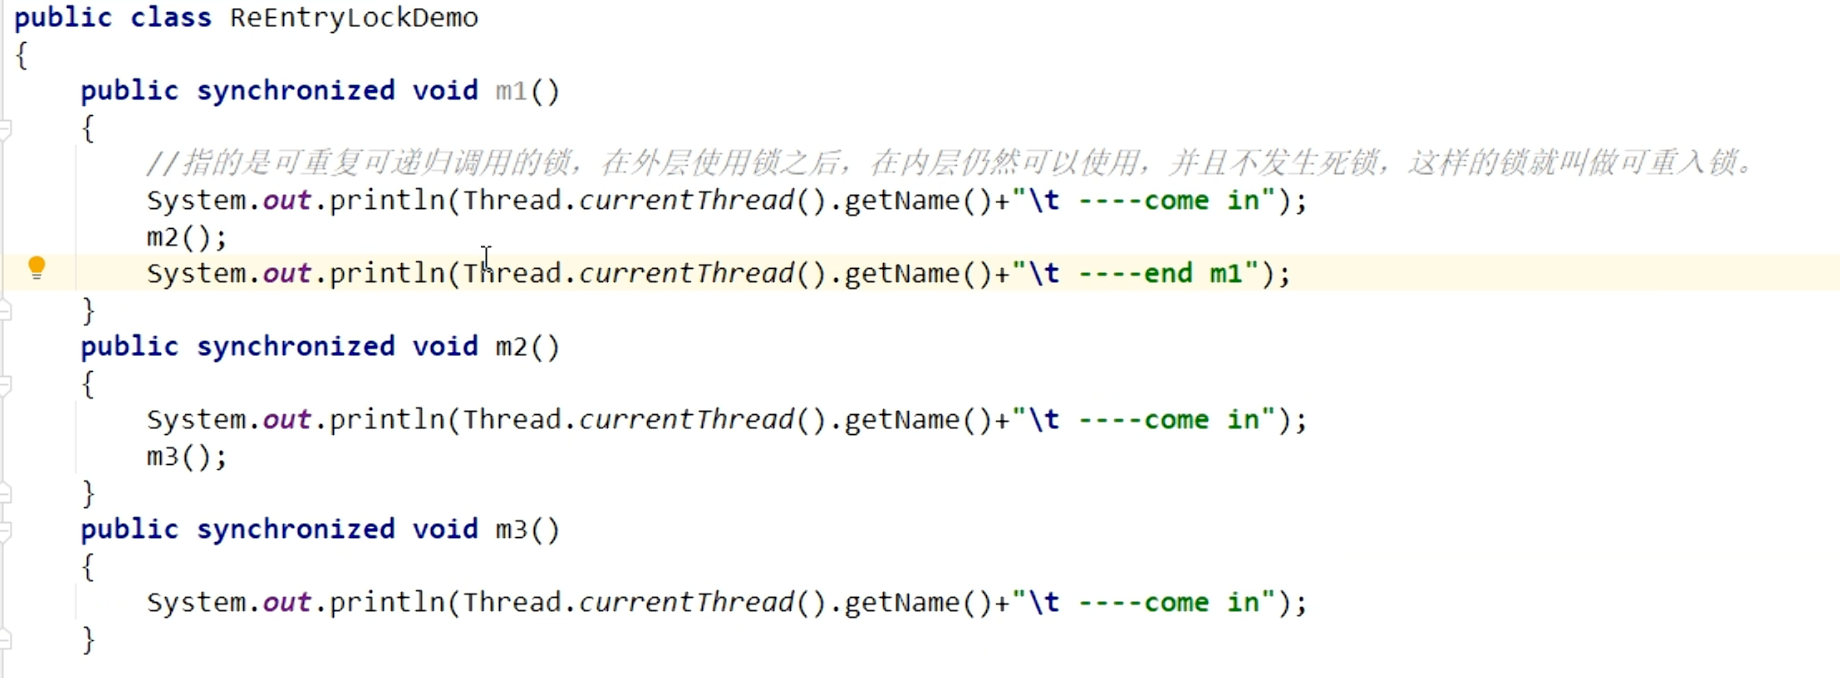 public class ReEntryLockDemo
{
    public synchronized void m1()
    {
        //指的是可重复可递归调用的锁，在外层使用锁之后，在内层仍然可以使用，并且不发生死锁，这样的锁就叫做可重入锁。
        System.out.println(Thread.currentThread().getName()+"\t ----come in");
        m2();
        System.out.println(Thread.currentThread().getName()+"\t ----end m1");
    }
    public synchronized void m2()
    {
        System.out.println(Thread.currentThread().getName()+"\t ----come in");
        m3();
    }
    public synchronized void m3()
    {
        System.out.println(Thread.currentThread().getName()+"\t ----come in");
    }